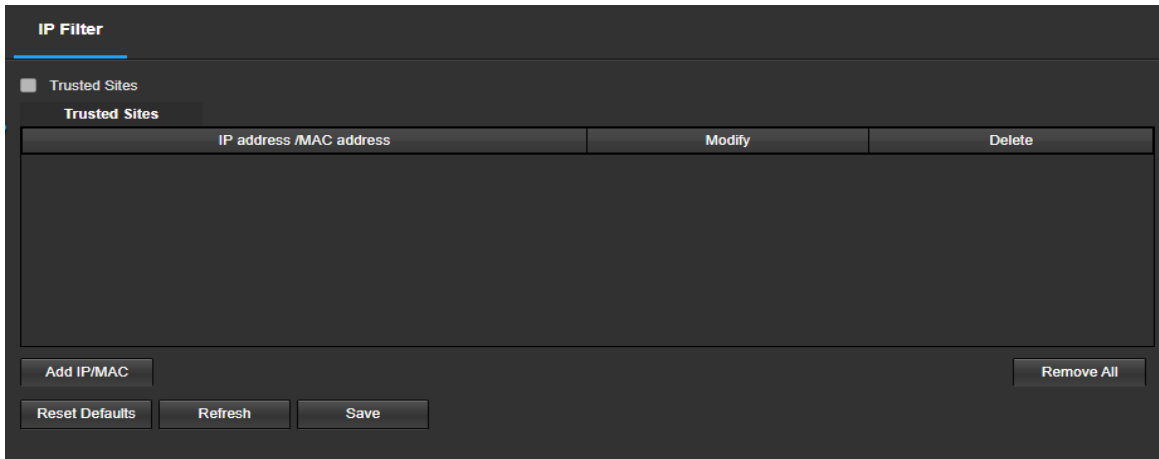 IP Filter
Trusted Sites
Trusted Sites
IP address /MAC address Modify Delete
Add IP/MAC Remove All
Reset Defaults Refresh Save